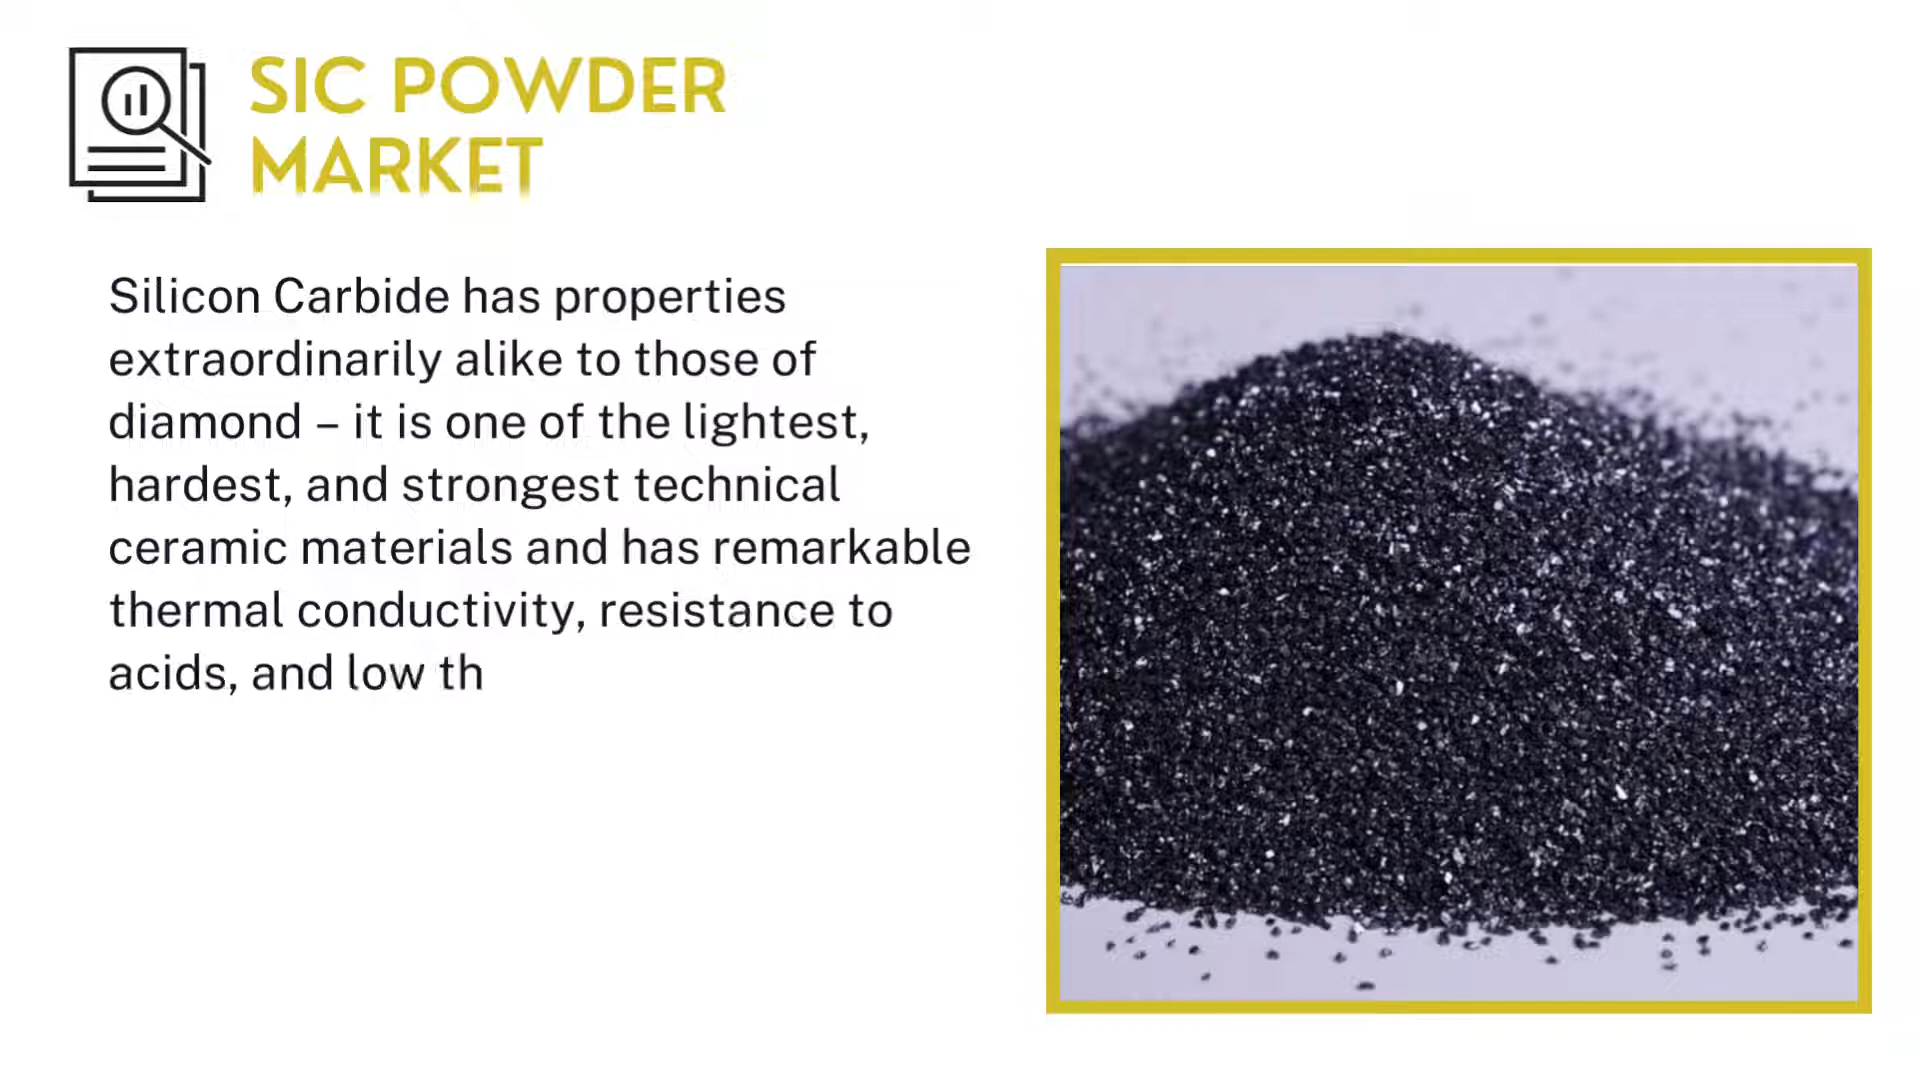 SIC POWDER
MARKET
Silicon Carbide has properties
extraordinarily alike to those of
diamond – it is one of the lightest,
hardest, and strongest technical
ceramic materials and has remarkable
thermal conductivity, resistance to
acids, and low th